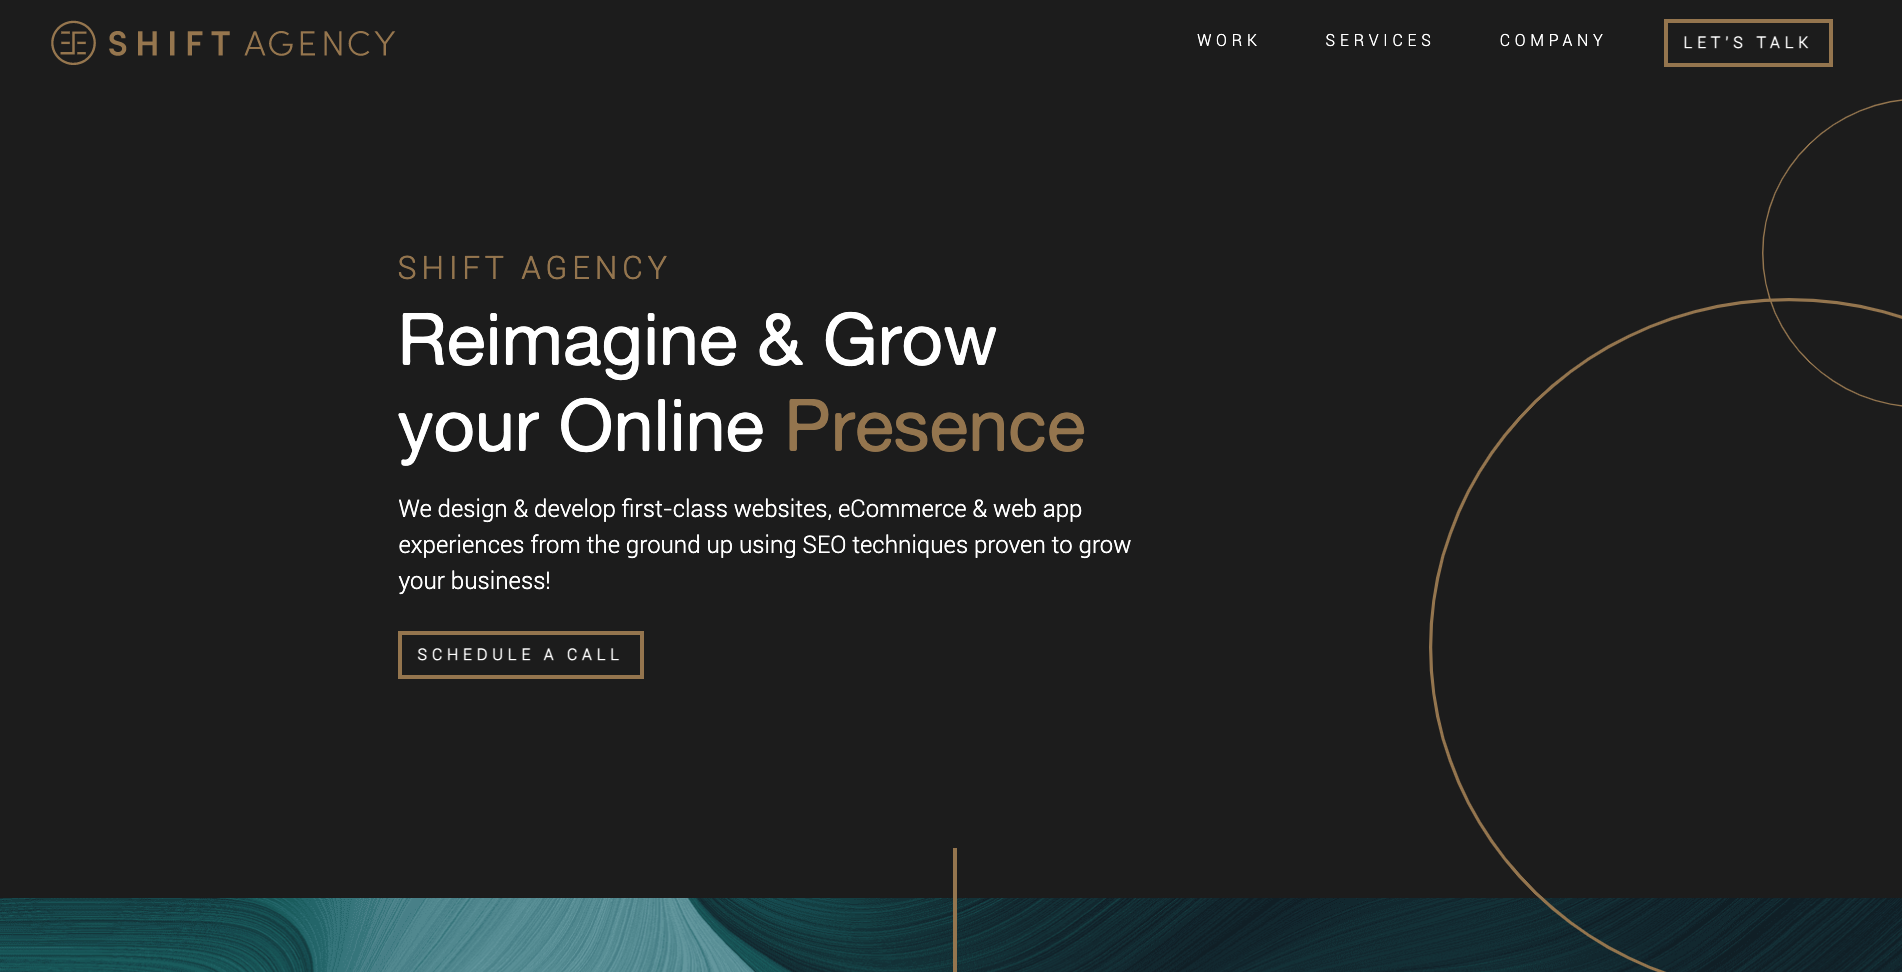 SHIFT AGENCY
WORK SERVICES COMPANY LET'S TALK
SHIFT AGENCY
Reimagine & Grow
your Online Presence
We design & develop first-class websites, eCommerce & web app
experiences from the ground up using SEO techniques proven to grow
your business!
SCHEDULE A CALL